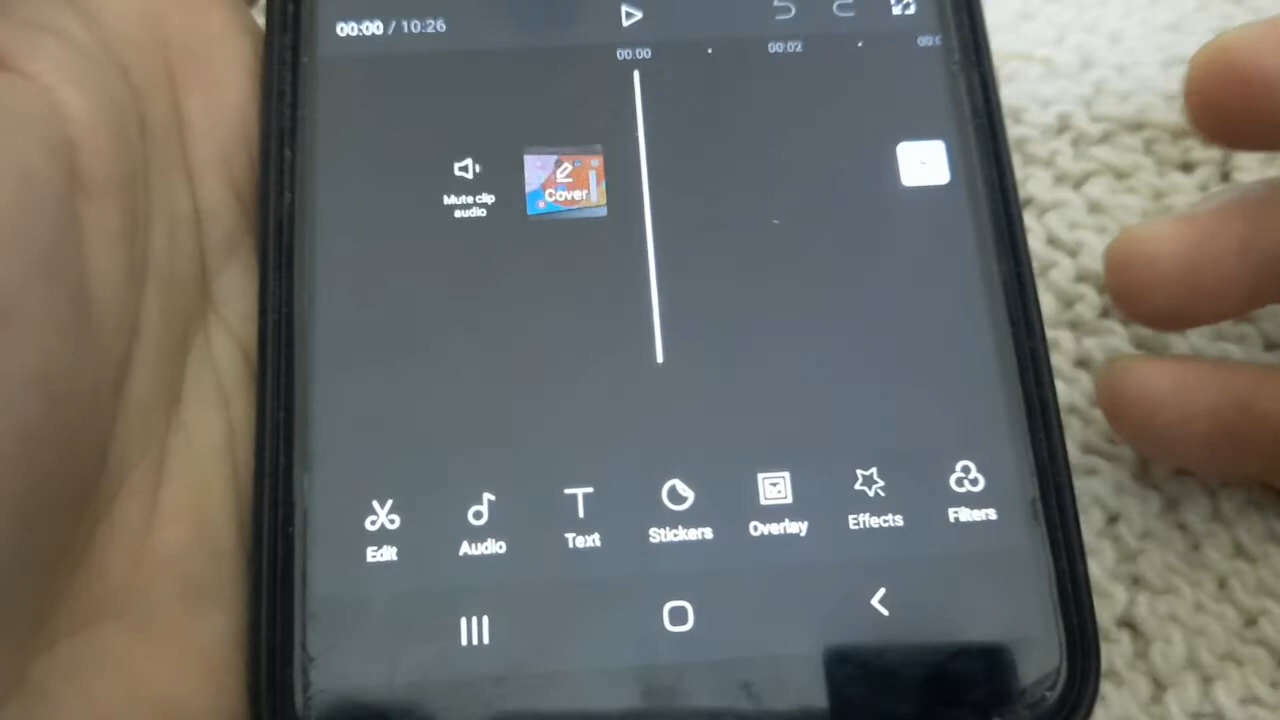 00:00 / 10:26
00:00
00:02
Mute clip
audio
Cover
Edit
Audio
Text
Stickers
Overlay
Effects
Filters